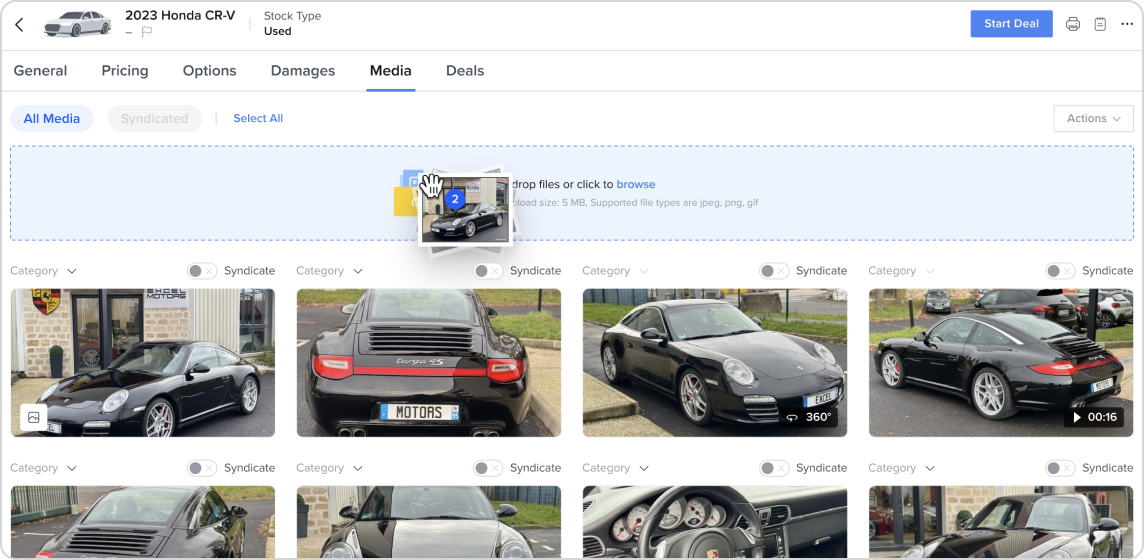 2023 Honda CR-V
–
Stock Type
Used
Start Deal
General
Pricing
Options
Damages
Media
Deals
All Media
Syndicated
Select All
Actions
2
drop files or click to browse
size: 5 MB, Supported file types are jpeg, png, gif
Category
Syndicate
Category
Syndicate
Category
Syndicate
Category
Syndicate
EXCEL
MOTORS
targa 4S
MOTORS
95
EXCEL
360°
MOTORS
00:16
Category
Syndicate
Category
Syndicate
Category
Syndicate
Category
Syndicate